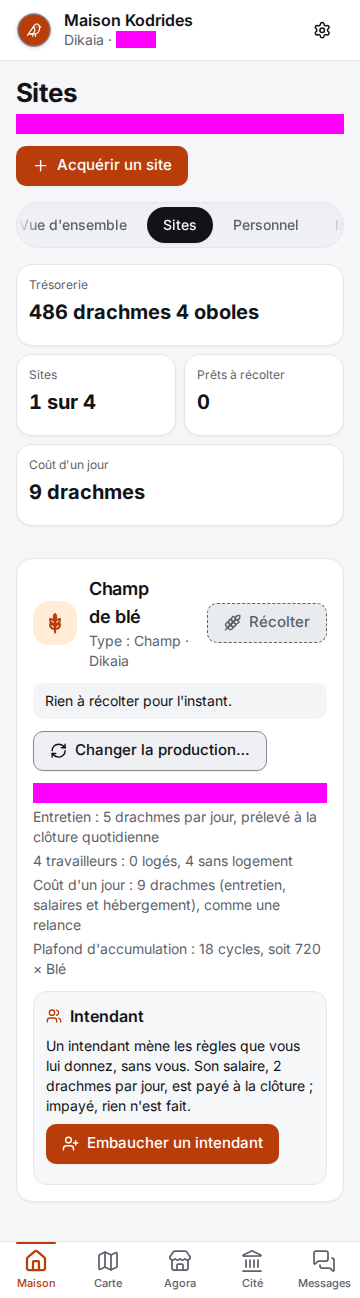 Maison Kodrides
Dikaia ·
Sites
Acquérir un site
Vue d'ensemble
Sites
Personnel
Trésorerie
486 drachmes 4 oboles
Sites
1 sur 4
Prêts à récolter
0
Coût d'un jour
9 drachmes
Champ
de blé
Type : Champ ·
Dikaia
Récolter
Rien à récolter pour l'instant.
Changer la production...
Entretien : 5 drachmes par jour, prélevé à la
clôture quotidienne
4 travailleurs : 0 logés, 4 sans logement
Coût d'un jour : 9 drachmes (entretien,
salaires et hébergement), comme une
relance
Plafond d'accumulation : 18 cycles, soit 720
× Blé
Intendant
Un intendant mène les règles que vous
lui donnez, sans vous. Son salaire, 2
drachmes par jour, est payé à la clôture ;
impayé, rien n'est fait.
Embaucher un intendant
Maison
Carte
Agora
Cité
Messages